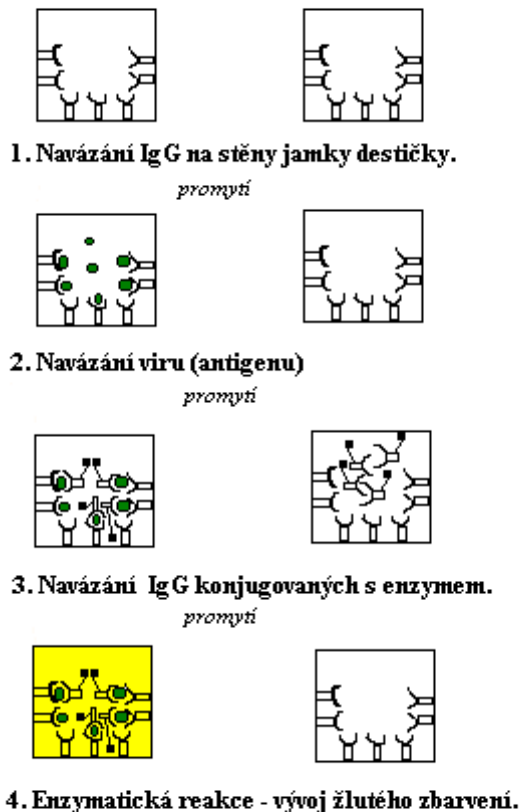 1. Navázání IgG na stěny jamky destičky.
promytí
2. Navázání viru (antigenu)
promytí
3. Navázání IgG konjugovaných s enzymem.
promytí
4. Enzymatická reakce - vývoj žlutého zbarvení.